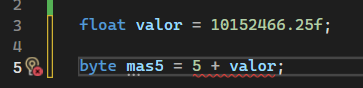 2
3 float valor = 10152466.25f;
4
5 byte mas5 = 5 + valor;